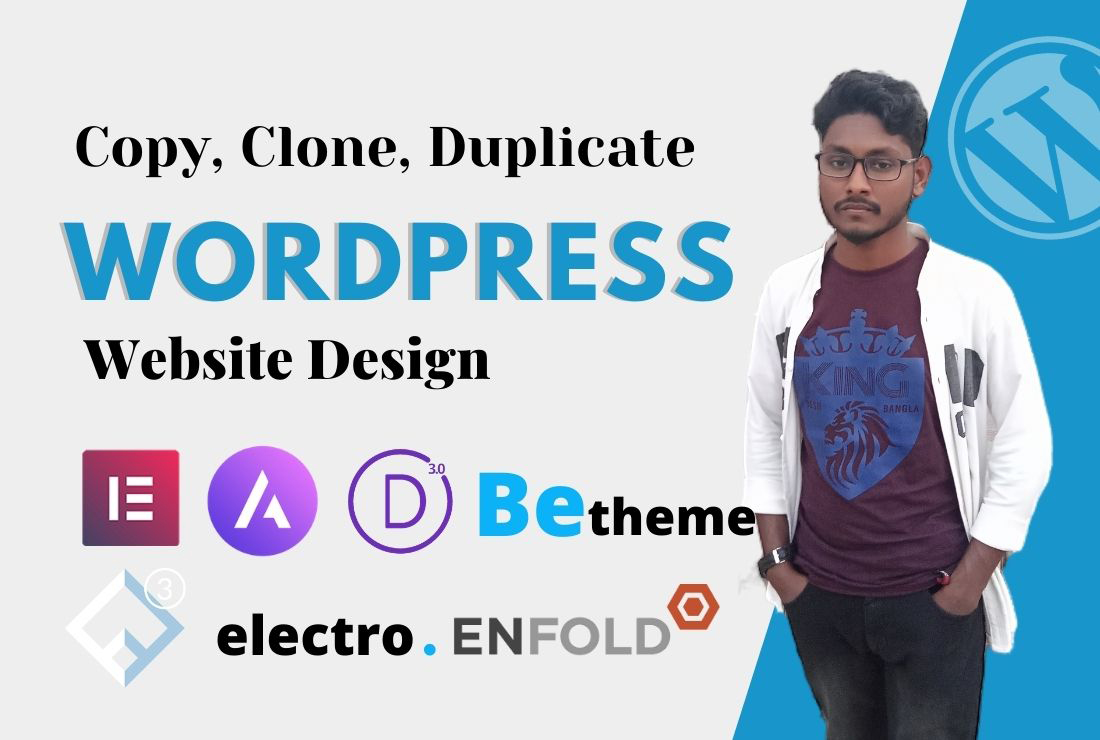 Copy, Clone, Duplicate
WORDPRESS
Website Design
3.0
D
Betheme
3
electro.
ENFOLD
KING
BANGLA